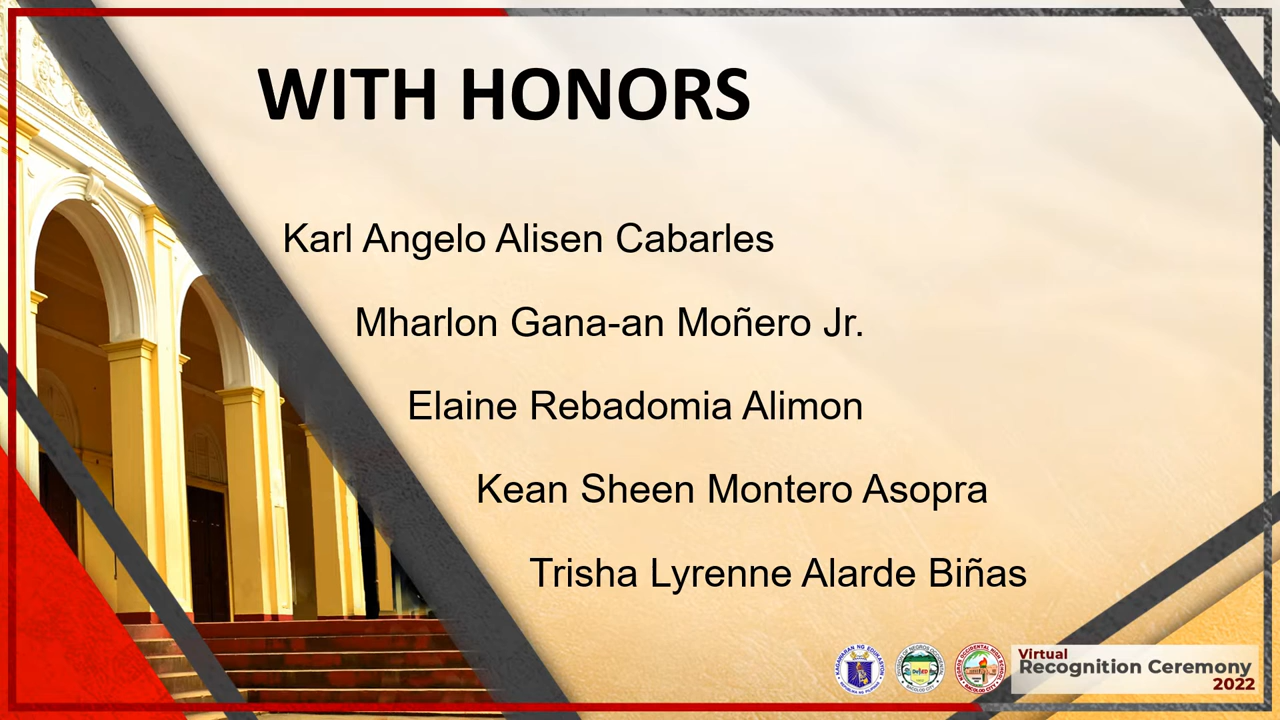 WITH HONORS
Karl Angelo Alisen Cabarles
Mharlon Gana-an Moñero Jr.
Elaine Rebadomia Alimon
Kean Sheen Montero Asopra
Trisha Lyrenne Alarde Biñas
Virtual
Recognition Ceremony
2022